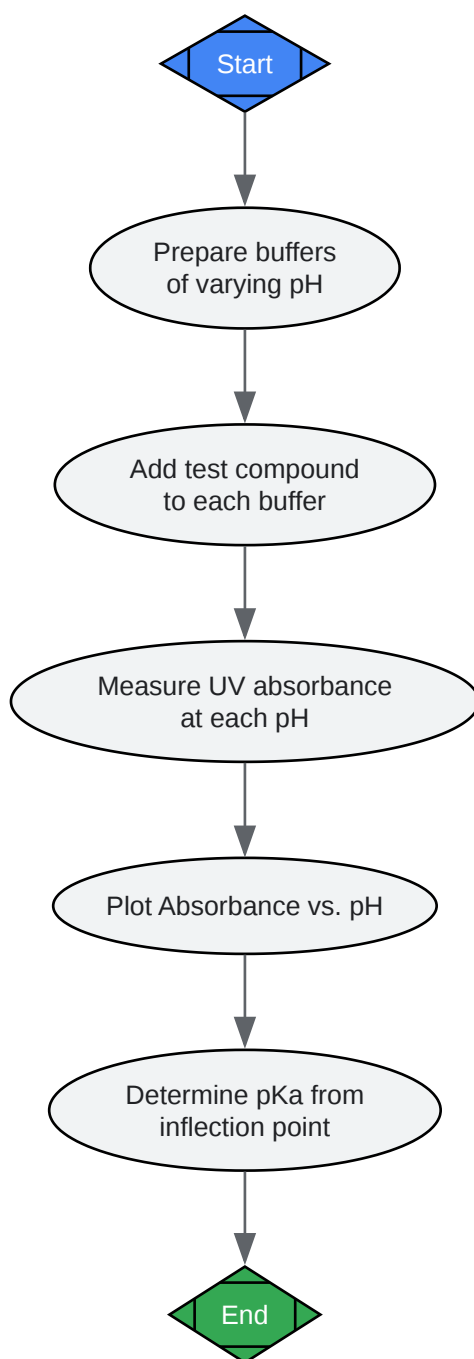 Start
Prepare buffers
of varying pH
Add test compound
to each buffer
Measure UV absorbance
at each pH
Plot Absorbance vs. pH
Determine pKa from
inflection point
End